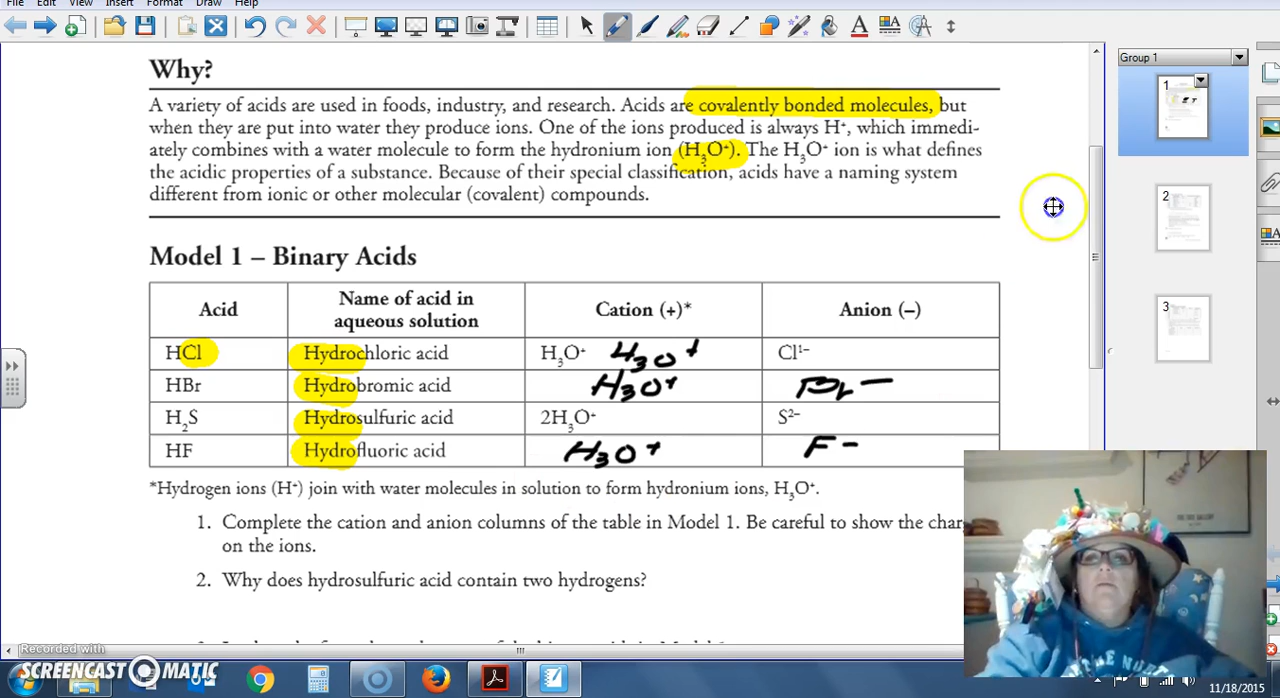 File Edit View Insert Format Draw Help
Group 1
Why?
A variety of acids are used in foods, industry, and research. Acids are covalently bonded molecules, but
when they are put into water they produce ions. One of the ions produced is always H⁺, which immedi-
ately combines with a water molecule to form the hydronium ion (H₃O⁺). The H₃O⁺ ion is what defines
the acidic properties of a substance. Because of their special classification, acids have a naming system
different from ionic or other molecular (covalent) compounds.
1
2
3
Model 1 – Binary Acids
Acid Name of acid in aqueous solution Cation (+)* Anion (–)
HCl Hydrochloric acid H₃O⁺ H₃O⁺ Cl¹⁻
HBr Hydrobromic acid H₃O⁺ Br⁻
H₂S Hydrosulfuric acid 2H₃O⁺ S²⁻
HF Hydrofluoric acid H₃O⁺ F⁻
*Hydrogen ions (H⁺) join with water molecules in solution to form hydronium ions, H₃O⁺.
1. Complete the cation and anion columns of the table in Model 1. Be careful to show the char
on the ions.
2. Why does hydrosulfuric acid contain two hydrogens?
Recorded with
SCREENCAST-O-MATIC
11/18/2015